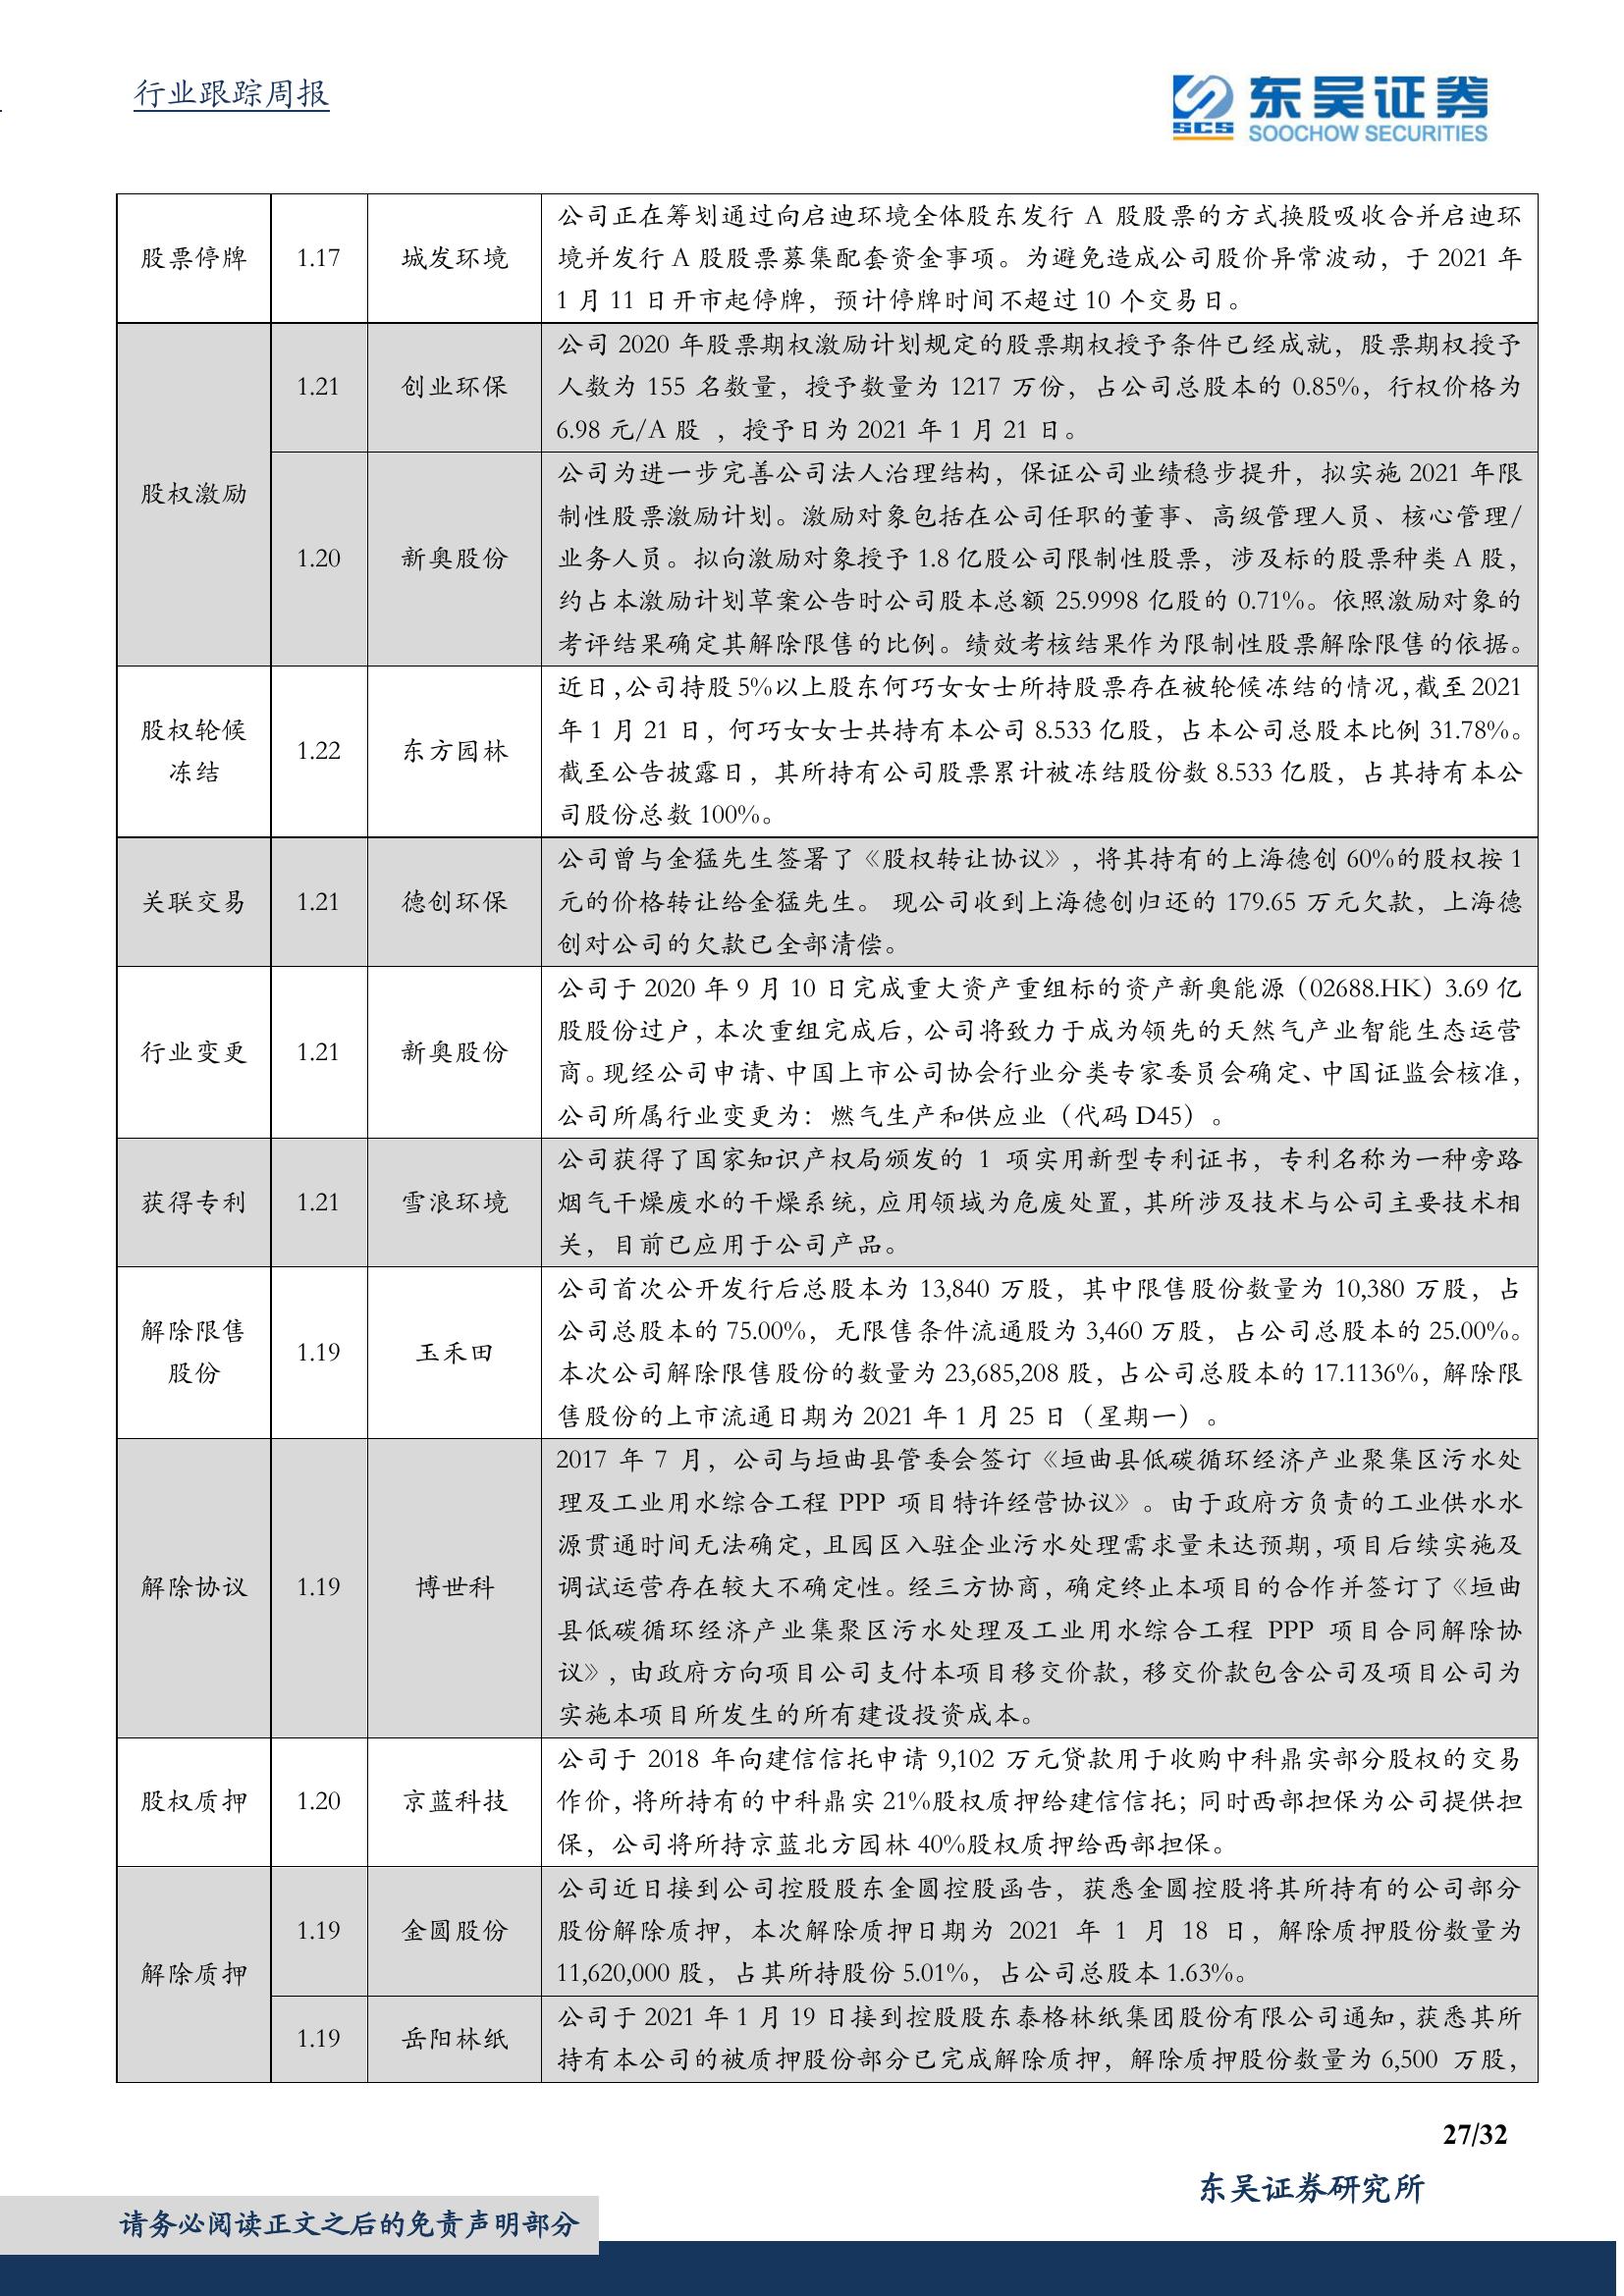 行业跟踪周报
东吴证券
SCS
SOOCHOW SECURITIES
股票停牌
1.17
城发环境
公司正在筹划通过向启迪环境全体股东发行 A 股股票的方式换股吸收合并启迪环
境并发行 A 股股票募集配套资金事项。为避免造成公司股价异常波动，于 2021 年
1 月 11 日开市起停牌，预计停牌时间不超过 10 个交易日。
股权激励
1.21
创业环保
公司 2020 年股票期权激励计划规定的股票期权授予条件已经成就，股票期权授予
人数为 155 名数量，授予数量为 1217 万份，占公司总股本的 0.85%，行权价格为
6.98 元/A 股 ，授予日为 2021 年 1 月 21 日。
1.20
新奥股份
公司为进一步完善公司法人治理结构，保证公司业绩稳步提升，拟实施 2021 年限
制性股票激励计划。激励对象包括在公司任职的董事、高级管理人员、核心管理/
业务人员。拟向激励对象授予 1.8 亿股公司限制性股票，涉及标的股票种类 A 股，
约占本激励计划草案公告时公司股本总额 25.9998 亿股的 0.71%。依照激励对象的
考评结果确定其解除限售的比例。绩效考核结果作为限制性股票解除限售的依据。
股权轮候
冻结
1.22
东方园林
近日，公司持股 5%以上股东何巧女女士所持股票存在被轮候冻结的情况，截至 2021
年 1 月 21 日，何巧女女士共持有本公司 8.533 亿股，占本公司总股本比例 31.78%。
截至公告披露日，其所持有公司股票累计被冻结股份数 8.533 亿股，占其持有本公
司股份总数 100%。
关联交易
1.21
德创环保
公司曾与金猛先生签署了《股权转让协议》，将其持有的上海德创 60%的股权按 1
元的价格转让给金猛先生。 现公司收到上海德创归还的 179.65 万元欠款，上海德
创对公司的欠款已全部清偿。
行业变更
1.21
新奥股份
公司于 2020 年 9 月 10 日完成重大资产重组标的资产新奥能源（02688.HK）3.69 亿
股股份过户，本次重组完成后，公司将致力于成为领先的天然气产业智能生态运营
商。现经公司申请、中国上市公司协会行业分类专家委员会确定、中国证监会核准，
公司所属行业变更为：燃气生产和供应业（代码 D45）。
获得专利
1.21
雪浪环境
公司获得了国家知识产权局颁发的 1 项实用新型专利证书，专利名称为一种旁路
烟气干燥废水的干燥系统，应用领域为危废处置，其所涉及技术与公司主要技术相
关，目前已应用于公司产品。
解除限售
股份
1.19
玉禾田
公司首次公开发行后总股本为 13,840 万股，其中限售股份数量为 10,380 万股，占
公司总股本的 75.00%，无限售条件流通股为 3,460 万股，占公司总股本的 25.00%。
本次公司解除限售股份的数量为 23,685,208 股，占公司总股本的 17.1136%，解除限
售股份的上市流通日期为 2021 年 1 月 25 日（星期一）。
解除协议
1.19
博世科
2017 年 7 月，公司与垣曲县管委会签订《垣曲县低碳循环经济产业聚集区污水处
理及工业用水综合工程 PPP 项目特许经营协议》。由于政府方负责的工业供水水
源贯通时间无法确定，且园区入驻企业污水处理需求量未达预期，项目后续实施及
调试运营存在较大不确定性。经三方协商，确定终止本项目的合作并签订了《垣曲
县低碳循环经济产业集聚区污水处理及工业用水综合工程 PPP 项目合同解除协
议》，由政府方向项目公司支付本项目移交价款，移交价款包含公司及项目公司为
实施本项目所发生的所有建设投资成本。
股权质押
1.20
京蓝科技
公司于 2018 年向建信信托申请 9,102 万元贷款用于收购中科鼎实部分股权的交易
作价，将所持有的中科鼎实 21%股权质押给建信信托；同时西部担保为公司提供担
保，公司将所持京蓝北方园林 40%股权质押给西部担保。
解除质押
1.19
金圆股份
公司近日接到公司控股股东金圆控股函告，获悉金圆控股将其所持有的公司部分
股份解除质押，本次解除质押日期为 2021 年 1 月 18 日，解除质押股份数量为
11,620,000 股，占其所持股份 5.01%，占公司总股本 1.63%。
1.19
岳阳林纸
公司于 2021 年 1 月 19 日接到控股股东泰格林纸集团股份有限公司通知，获悉其所
持有本公司的被质押股份部分已完成解除质押，解除质押股份数量为 6,500 万股，
27/32
东吴证券研究所
请务必阅读正文之后的免责声明部分